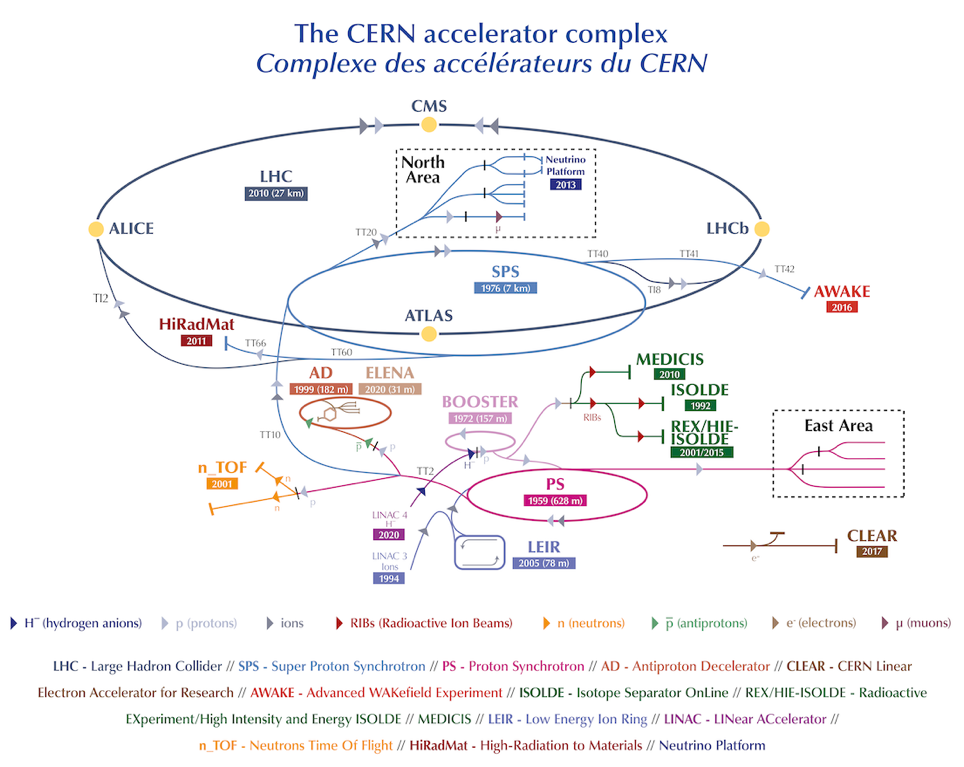 The CERN accelerator complex
Complexe des accélérateurs du CERN
CMS
North
Area
Neutrino
Platform
2013
μ
LHC
2010 (27 km)
ALICE
LHCb
TT20
TT40
TT41
TT42
SPS
1976 (7 km)
TI8
TI2
AWAKE
2016
ATLAS
HiRadMat
2011
TT66
TT60
AD
1999 (182 m)
ELENA
2020 (31 m)
MEDICIS
2010
BOOSTER
1972 (157 m)
ISOLDE
1992
RIBs
REX/HIE-
ISOLDE
2001/2015
East Area
TT10
p̅
p
p
H⁻
TT2
n_TOF
2001
n
n
p
PS
1959 (628 m)
LINAC 4
H⁻
2020
LINAC 3
Ions
1994
LEIR
2005 (78 m)
CLEAR
2017
e⁻
H⁻ (hydrogen anions)
p (protons)
ions
RIBs (Radioactive Ion Beams)
n (neutrons)
p̅ (antiprotons)
e⁻ (electrons)
μ (muons)
LHC - Large Hadron Collider // SPS - Super Proton Synchrotron // PS - Proton Synchrotron // AD - Antiproton Decelerator // CLEAR - CERN Linear
Electron Accelerator for Research // AWAKE - Advanced WAKefield Experiment // ISOLDE - Isotope Separator OnLine // REX/HIE-ISOLDE - Radioactive
EXperiment/High Intensity and Energy ISOLDE // MEDICIS // LEIR - Low Energy Ion Ring // LINAC - LINear ACcelerator //
n_TOF - Neutrons Time Of Flight // HiRadMat - High-Radiation to Materials // Neutrino Platform